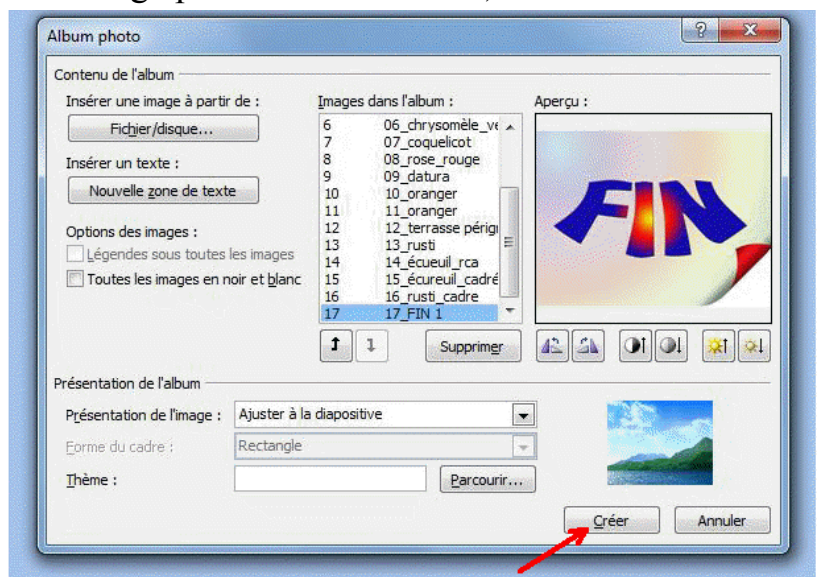 Album photo
Contenu de l'album
Insérer une image à partir de :
Fichier/disque...
Insérer un texte :
Nouvelle zone de texte
Options des images :
Légendes sous toutes les images
Toutes les images en noir et blanc
Images dans l'album :
6 06_chrysomèle_ve
7 07_coquelicot
8 08_rose_rouge
9 09_datura
10 10_oranger
11 11_oranger
12 12_terrasse périg
13 13_rusti
14 14_écueuil_rca
15 15_écureuil_cadré
16 16_rusti_cadre
17 17_FIN 1
Supprimer
Aperçu :
FIN
Présentation de l'album
Présentation de l'image : Ajuster à la diapositive
Forme du cadre : Rectangle
Thème :
Parcourir...
Créer Annuler